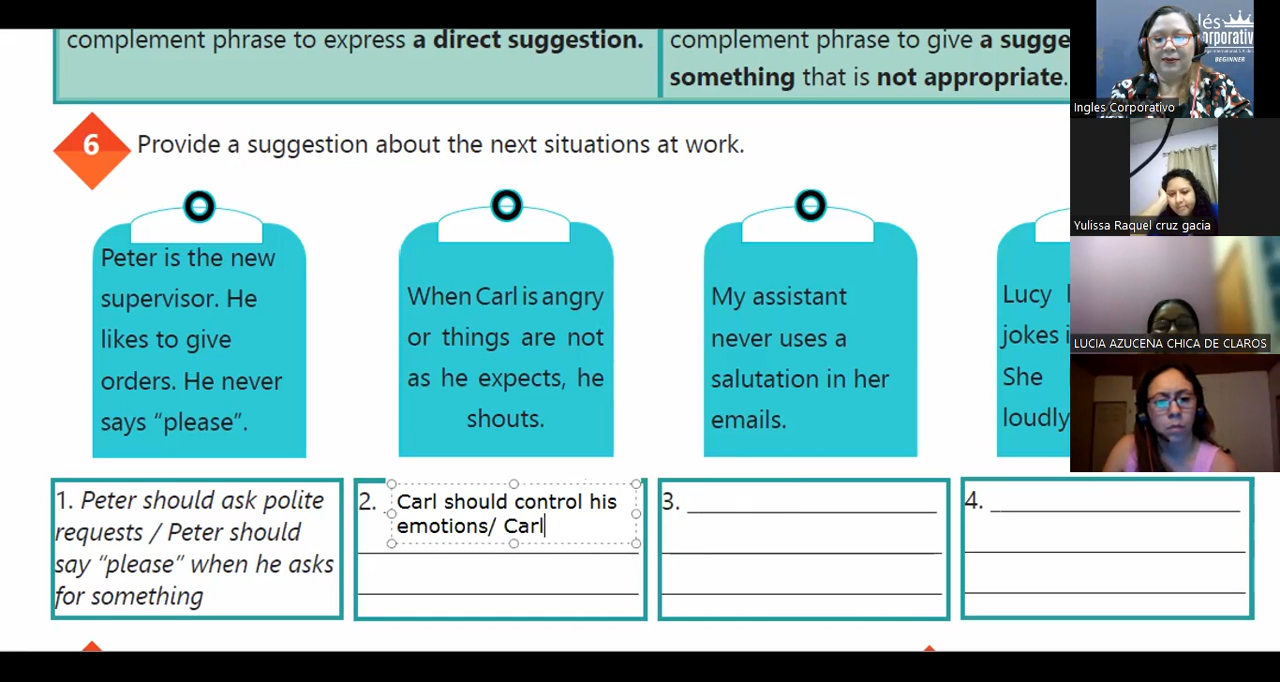 complement phrase to express a direct suggestion.
complement phrase to give a sugge
something that is not appropriate.
6
Provide a suggestion about the next situations at work.
Peter is the new
supervisor. He
likes to give
orders. He never
says “please”.
When Carl is angry
or things are not
as he expects, he
shouts.
My assistant
never uses a
salutation in her
emails.
Lucy
jokes i
She
loudly
1. Peter should ask polite
requests / Peter should
say “please” when he asks
for something
2. Carl should control his
emotions/ Carl
3.
4.
lés
orporativ
BEGINNER
Ingles Corporativo
Yulissa Raquel cruz gacia
LUCIA AZUCENA CHICA DE CLAROS